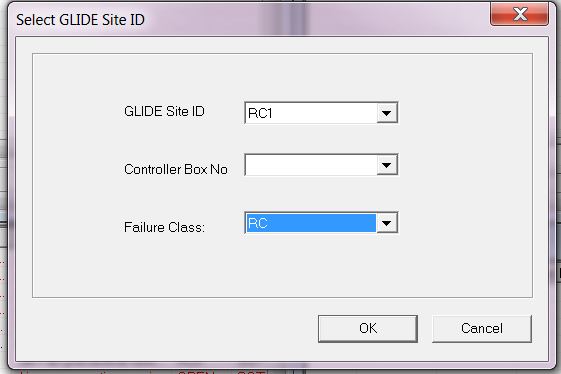 Select GLIDE Site ID
GLIDE Site ID
RC1
Controller Box No
Failure Class:
RC
OK
Cancel